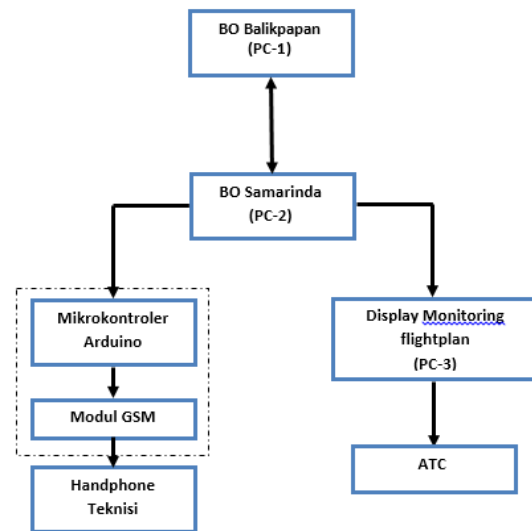 BO Balikpapan
(PC-1)
BO Samarinda
(PC-2)
Mikrokontroler
Arduino
Display Monitoring
flightplan
(PC-3)
Modul GSM
ATC
Handphone
Teknisi